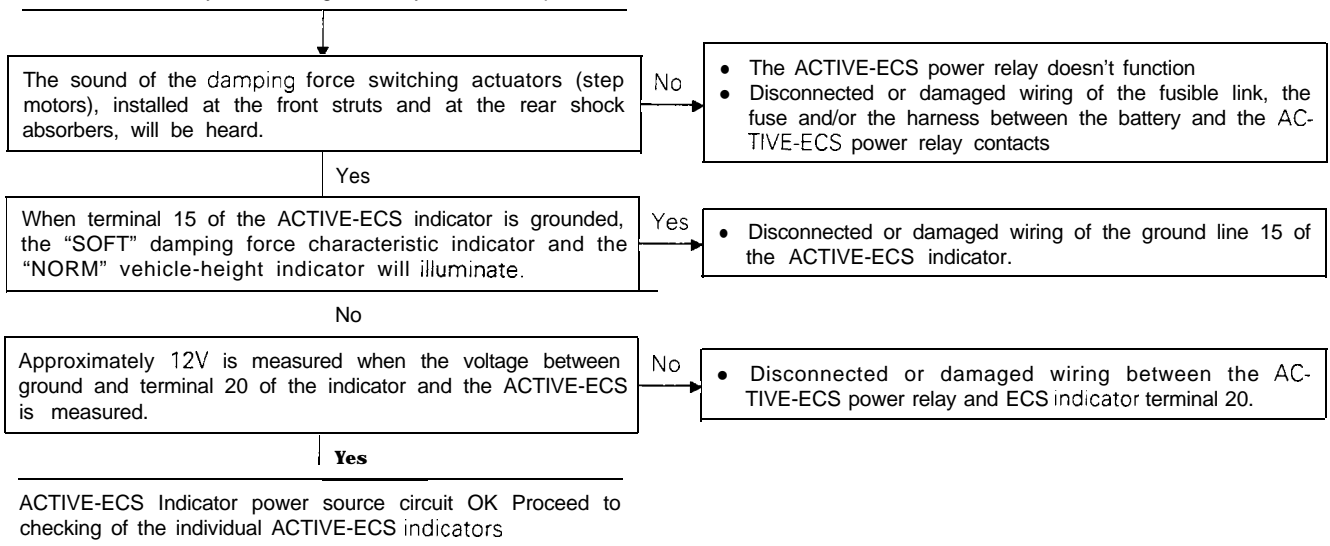 The sound of the damping force switching actuators (step
motors), installed at the front struts and at the rear shock
absorbers, will be heard.
No
● The ACTIVE-ECS power relay doesn't function
● Disconnected or damaged wiring of the fusible link, the
fuse and/or the harness between the battery and the AC-
TIVE-ECS power relay contacts
Yes
When terminal 15 of the ACTIVE-ECS indicator is grounded,
the “SOFT” damping force characteristic indicator and the
“NORM” vehicle-height indicator will illuminate.
Yes
● Disconnected or damaged wiring of the ground line 15 of
the ACTIVE-ECS indicator.
No
Approximately 12V is measured when the voltage between
ground and terminal 20 of the indicator and the ACTIVE-ECS
is measured.
No
● Disconnected or damaged wiring between the AC-
TIVE-ECS power relay and ECS indicator terminal 20.
Yes
ACTIVE-ECS Indicator power source circuit OK Proceed to
checking of the individual ACTIVE-ECS indicators